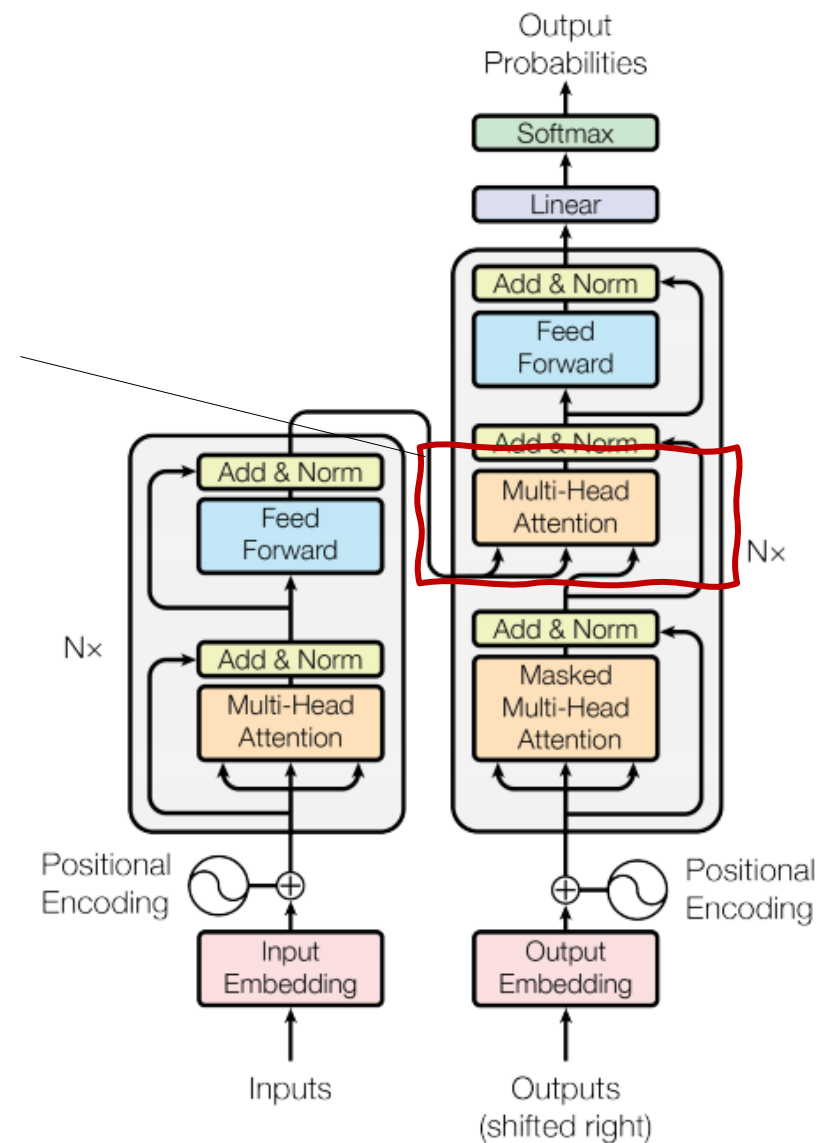 Output
Probabilities
Softmax
Linear
Add & Norm
Feed
Forward
Add & Norm
Multi-Head
Attention
Nx
Add & Norm
Masked
Multi-Head
Attention
Add & Norm
Feed
Forward
Nx
Add & Norm
Multi-Head
Attention
Positional
Encoding
Positional
Encoding
Input
Embedding
Output
Embedding
Inputs
Outputs
(shifted right)